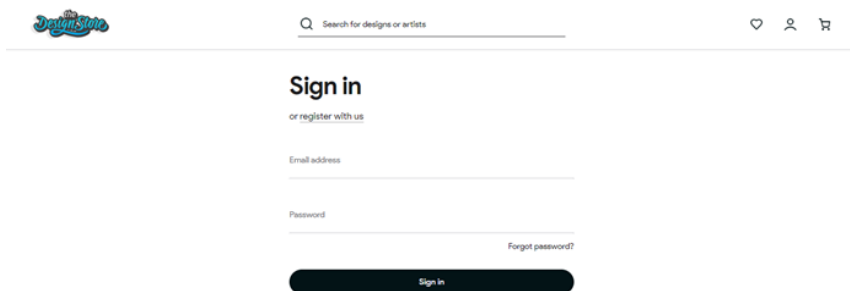 the
Design Store
Search for designs or artists
Sign in
or register with us
Email address
Password
Forgot password?
Sign in